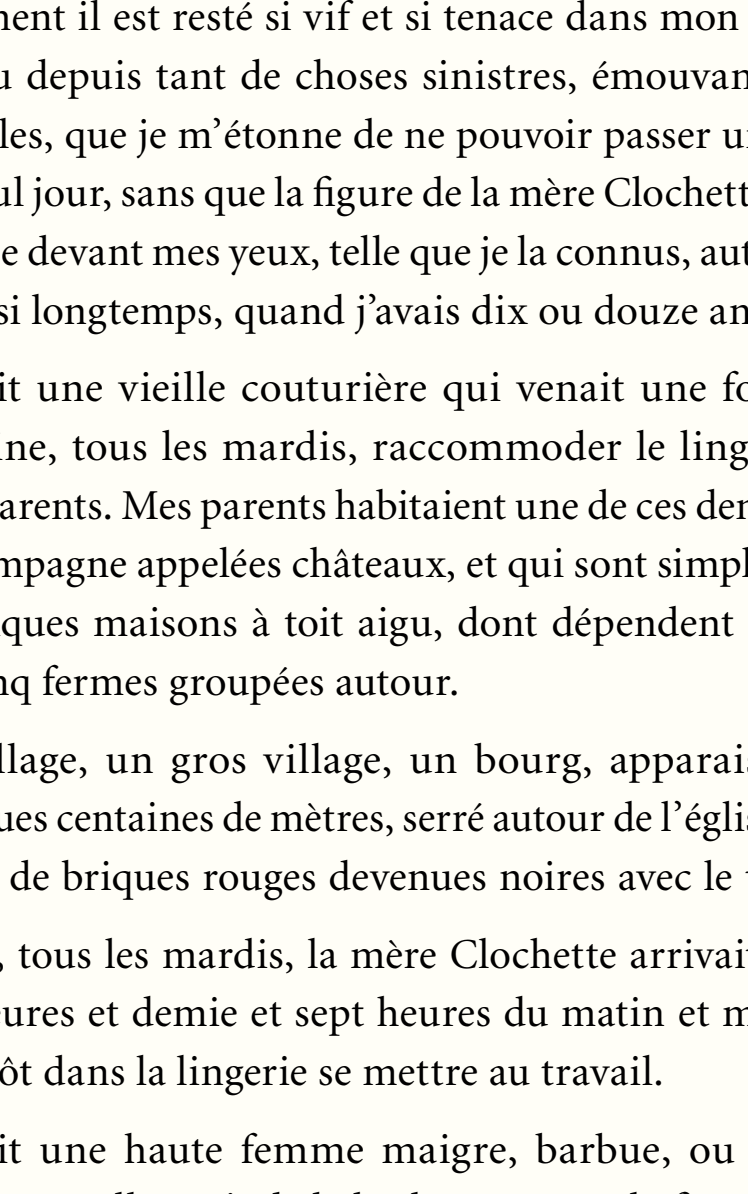 ent il est resté si vif et si tenace dans mon
depuis tant de choses sinistres, émouvan
les, que je m’étonne de ne pouvoir passer u
ul jour, sans que la figure de la mère Clochett
e devant mes yeux, telle que je la connus, aut
si longtemps, quand j’avais dix ou douze an
it une vieille couturière qui venait une fo
ine, tous les mardis, raccommoder le ling
arents. Mes parents habitaient une de ces de
mpagne appelées châteaux, et qui sont simpl
ques maisons à toit aigu, dont dépendent
nq fermes groupées autour.
llage, un gros village, un bourg, apparais
ues centaines de mètres, serré autour de l’églis
de briques rouges devenues noires avec le
, tous les mardis, la mère Clochette arrivait
eures et demie et sept heures du matin et m
ôt dans la lingerie se mettre au travail.
it une haute femme maigre, barbue, ou